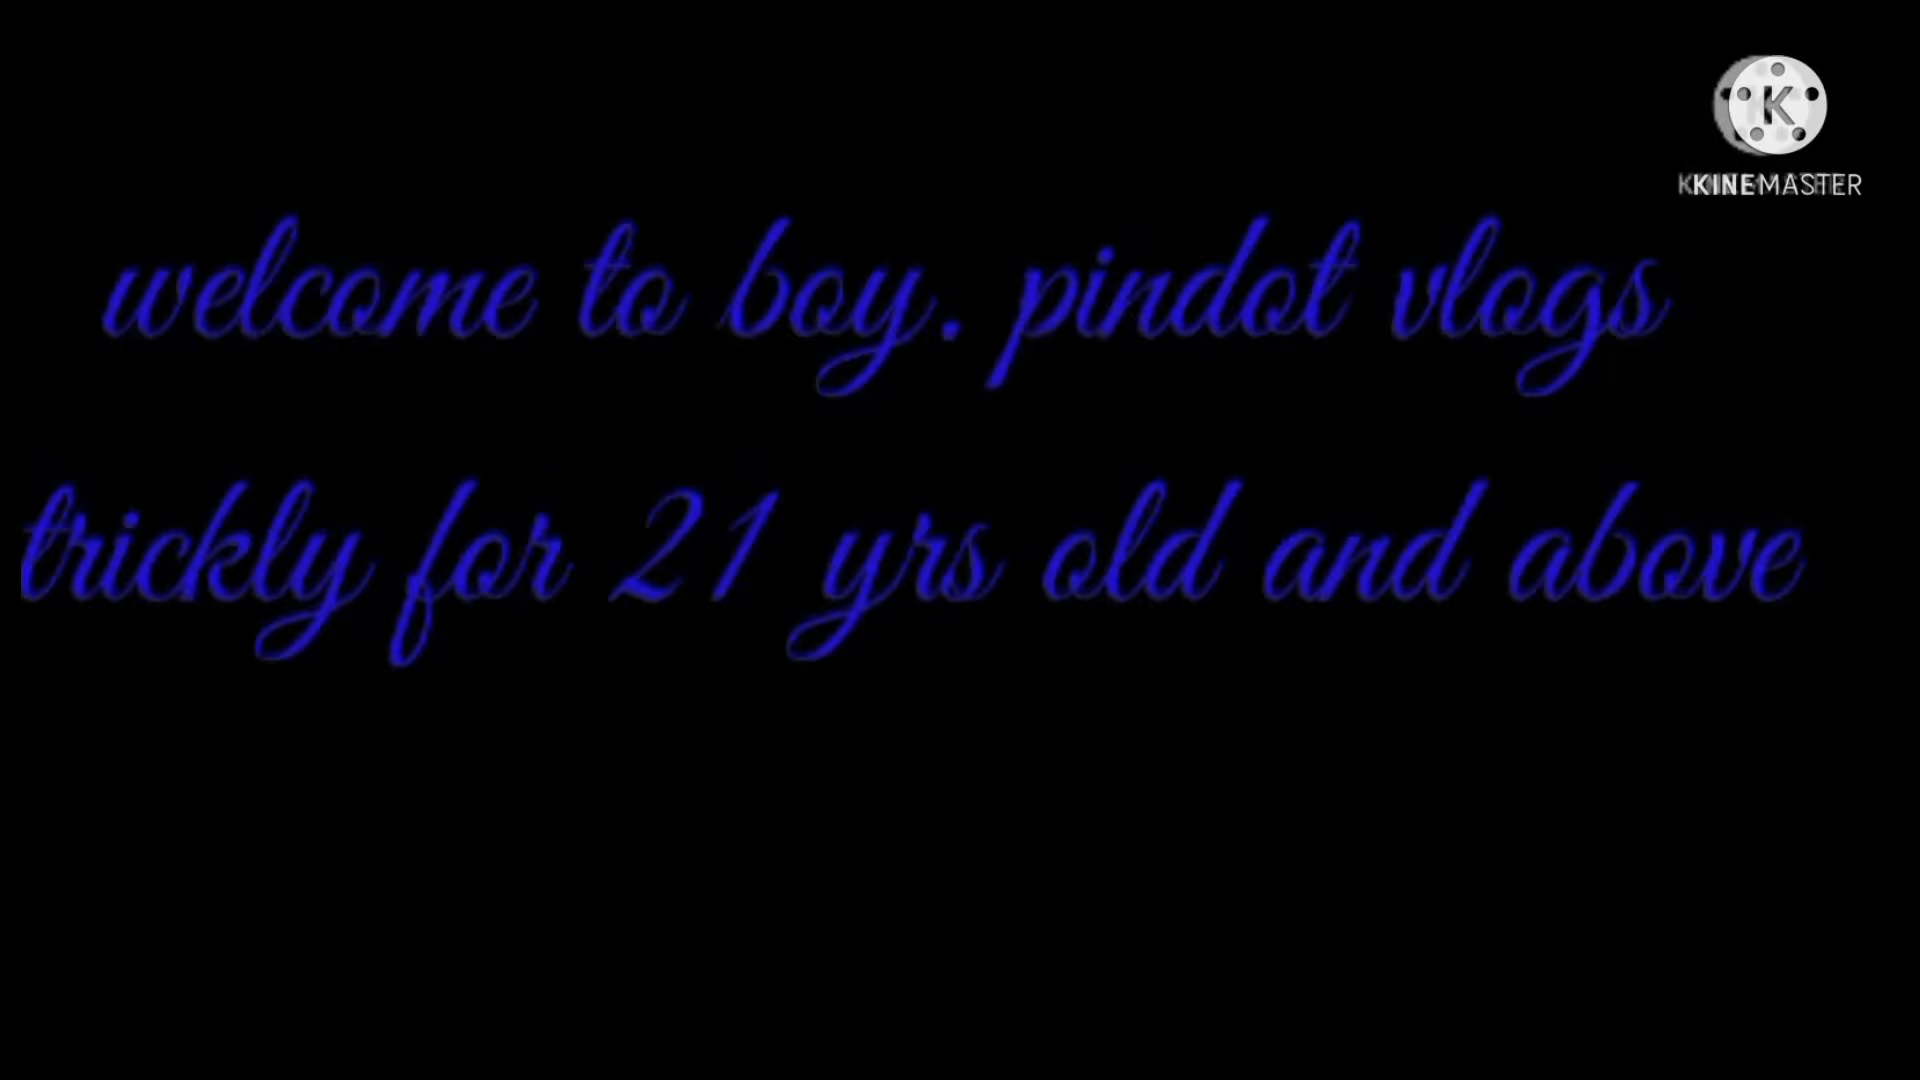 KINEMASTER
welcome to boy. pindot vlogs
trickly for 21 yrs old and above